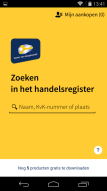 13:41
Mijn aankopen (0)
Zoeken
in het handelsregister
Naam, KvK-nummer of plaats
?
Nog 5 producten gratis te downloaden